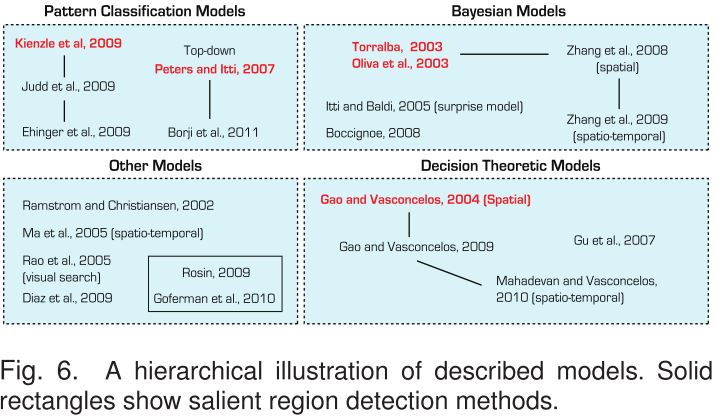 Pattern Classification Models
Kienzle et al, 2009
Judd et al., 2009
Ehinger et al., 2009
Top-down
Peters and Itti, 2007
Borji et al., 2011
Bayesian Models
Torralba, 2003
Oliva et al., 2003
Zhang et al., 2008
(spatial)
Itti and Baldi, 2005 (surprise model)
Boccignoe, 2008
Zhang et al., 2009
(spatio-temporal)
Other Models
Ramstrom and Christiansen, 2002
Ma et al., 2005 (spatio-temporal)
Rao et al., 2005
(visual search)
Diaz et al., 2009
Rosin, 2009
Goferman et al., 2010
Decision Theoretic Models
Gao and Vasconcelos, 2004 (Spatial)
Gao and Vasconcelos, 2009
Gu et al., 2007
Mahadevan and Vasconcelos,
2010 (spatio-temporal)
Fig. 6. A hierarchical illustration of described models. Solid
rectangles show salient region detection methods.